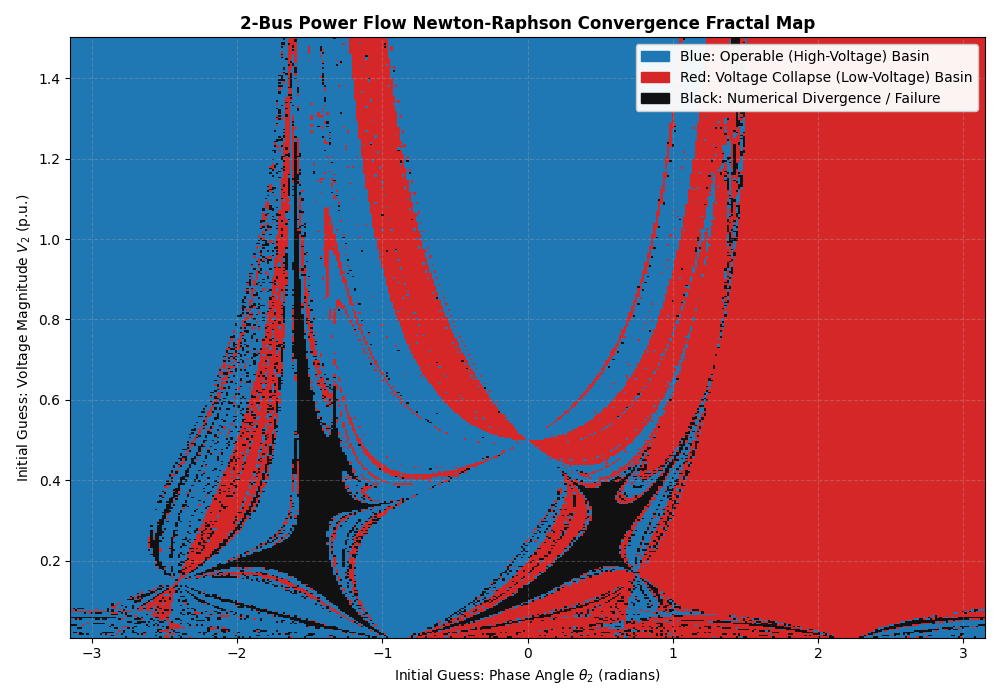 2-Bus Power Flow Newton-Raphson Convergence Fractal Map
Blue: Operable (High-Voltage) Basin
Red: Voltage Collapse (Low-Voltage) Basin
Black: Numerical Divergence / Failure
Initial Guess: Voltage Magnitude V₂ (p.u.)
1.4
1.2
1.0
0.8
0.6
0.4
0.2
−3 −2 −1 0 1 2 3
Initial Guess: Phase Angle θ₂ (radians)